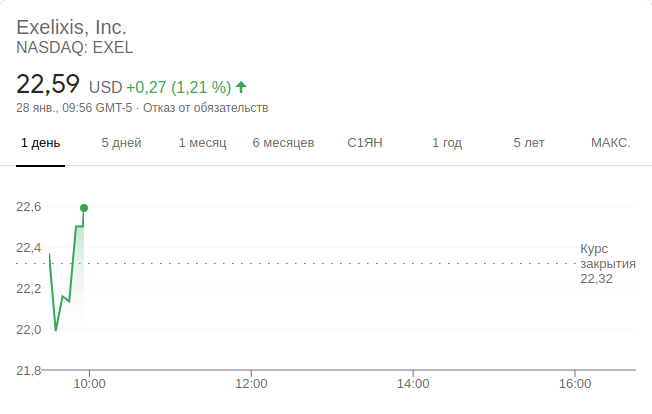 Exelixis, Inc.
NASDAQ: EXEL
22,59 USD +0,27 (1,21 %)
28 янв., 09:56 GMT-5 · Отказ от обязательств
1 день 5 дней 1 месяц 6 месяцев С1ЯН 1 год 5 лет МАКС.
22,6
22,4
22,2
22,0
21,8
Курс
закрытия
22,32
10:00 12:00 14:00 16:00